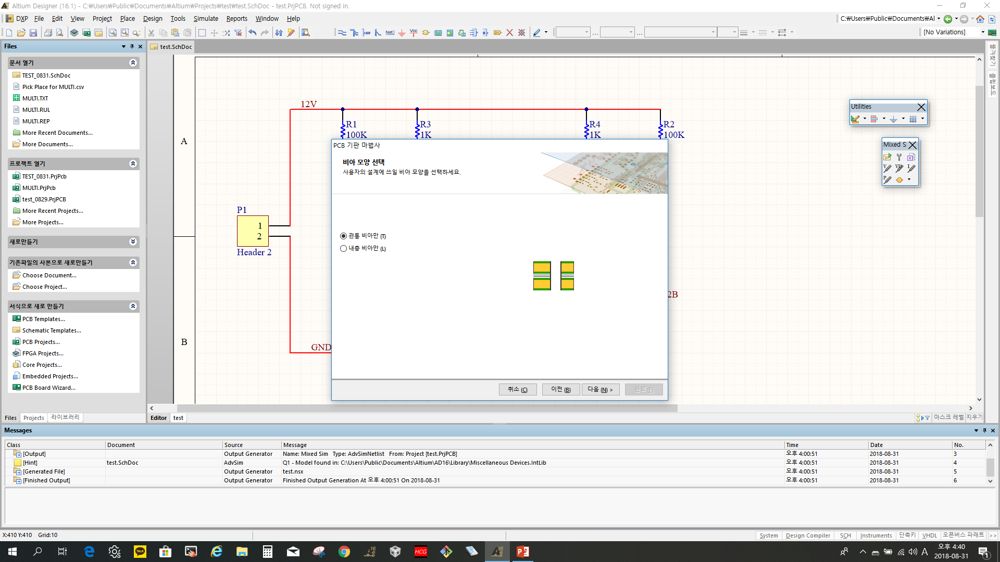 Altium Designer (16.1) - C:₩Users₩Public₩Documents₩Altium₩Projects₩test₩test.SchDoc - test.PrjPCB. Not signed in.
DXP File Edit View Project Place Design Tools Simulate Reports Window Help
C:₩Users₩Public₩Documents₩Al
[No Variations]
Files
test.SchDoc
문서 열기
TEST_0831.SchDoc
Pick Place for MULTI.csv
MULTI.TXT
MULTI.RUL
MULTI.REP
More Recent Documents...
More Documents...
프로젝트 열기
TEST_0831.PrjPcb
MULTI.PrjPcb
test_0829.PrjPCB
More Recent Projects...
More Projects...
새로만들기
기존파일의 사본으로 새로만들기
Choose Document...
Choose Project...
서식으로 새로 만들기
PCB Templates...
Schematic Templates...
PCB Projects...
FPGA Projects...
Core Projects...
Embedded Projects...
PCB Board Wizard...
Files Projects 라이브러리
A
B
12V
R1
100K
R3
1K
R4
1K
R2
100K
P1
1
2
Header 2
GND
2B
PCB 기판 마법사
비아 모양 선택
사용자의 설계에 쓰일 비아 모양을 선택하세요.
관통 비아만 (T)
내층 비아만 (L)
취소 (C) 이전 (B) 다음 (N) > 완료 (F)
Utilities
Mixed S
즐겨찾기
클립보드
Editor test
마스크 레벨 지우기
Messages
Class Document Source Message Time Date No.
[Output] Output Generator Name: Mixed Sim Type: AdvSimNetlist From: Project [test.PrjPCB] 오후 4:00:51 2018-08-31 3
[Hint] test.SchDoc AdvSim Q1 - Model found in: C:\Users\Public\Documents\Altium\AD16\Library\Miscellaneous Devices.IntLib 오후 4:00:51 2018-08-31 4
[Generated File] Output Generator test.nsx 오후 4:00:51 2018-08-31 5
[Finished Output] Output Generator Finished Output Generation At 오후 4:00:51 On 2018-08-31 오후 4:00:51 2018-08-31 6
X:410 Y:410 Grid:10
System Design Compiler SCH Instruments 단축키 VHDL 오픈버스 파레트 >>
TALK
HCG
A
오후 4:40
2018-08-31
1